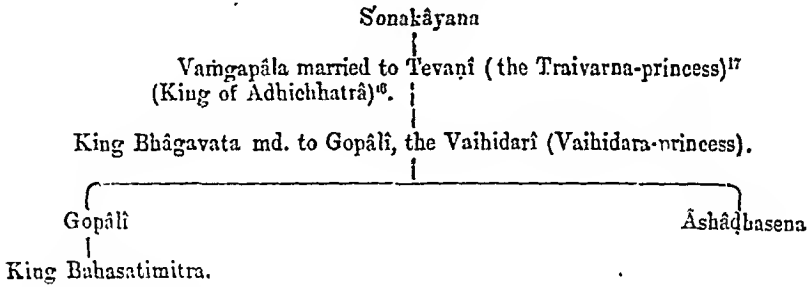 Sonakâyana
Vaṁgapâla married to Tevaṇî (the Traivarna-princess)¹⁷
(King of Adhichhatrâ)¹⁶.
King Bhâgavata md. to Gopâlî, the Vaihidarî (Vaihidara-princess).
Gopâlî Âshâḍhasena
King Bahasatimitra.